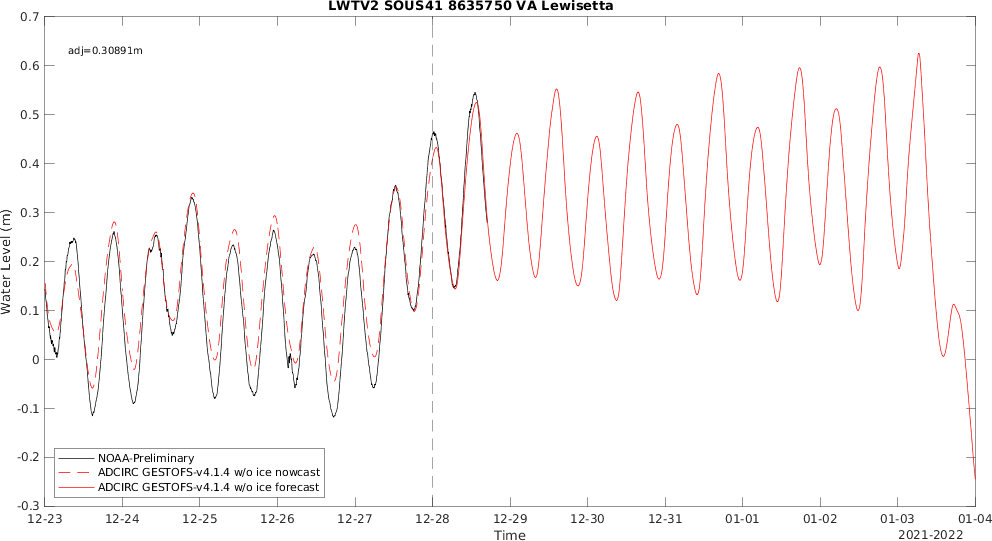 LWTV2 SOUS41 8635750 VA Lewisetta
adj=0.30891m
0.7
0.6
0.5
0.4
0.3
0.2
0.1
0
-0.1
-0.2
-0.3
Water Level (m)
NOAA-Preliminary
ADCIRC GESTOFS-v4.1.4 w/o ice nowcast
ADCIRC GESTOFS-v4.1.4 w/o ice forecast
12-23 12-24 12-25 12-26 12-27 12-28 12-29 12-30 12-31 01-01 01-02 01-03 01-04
Time
2021-2022